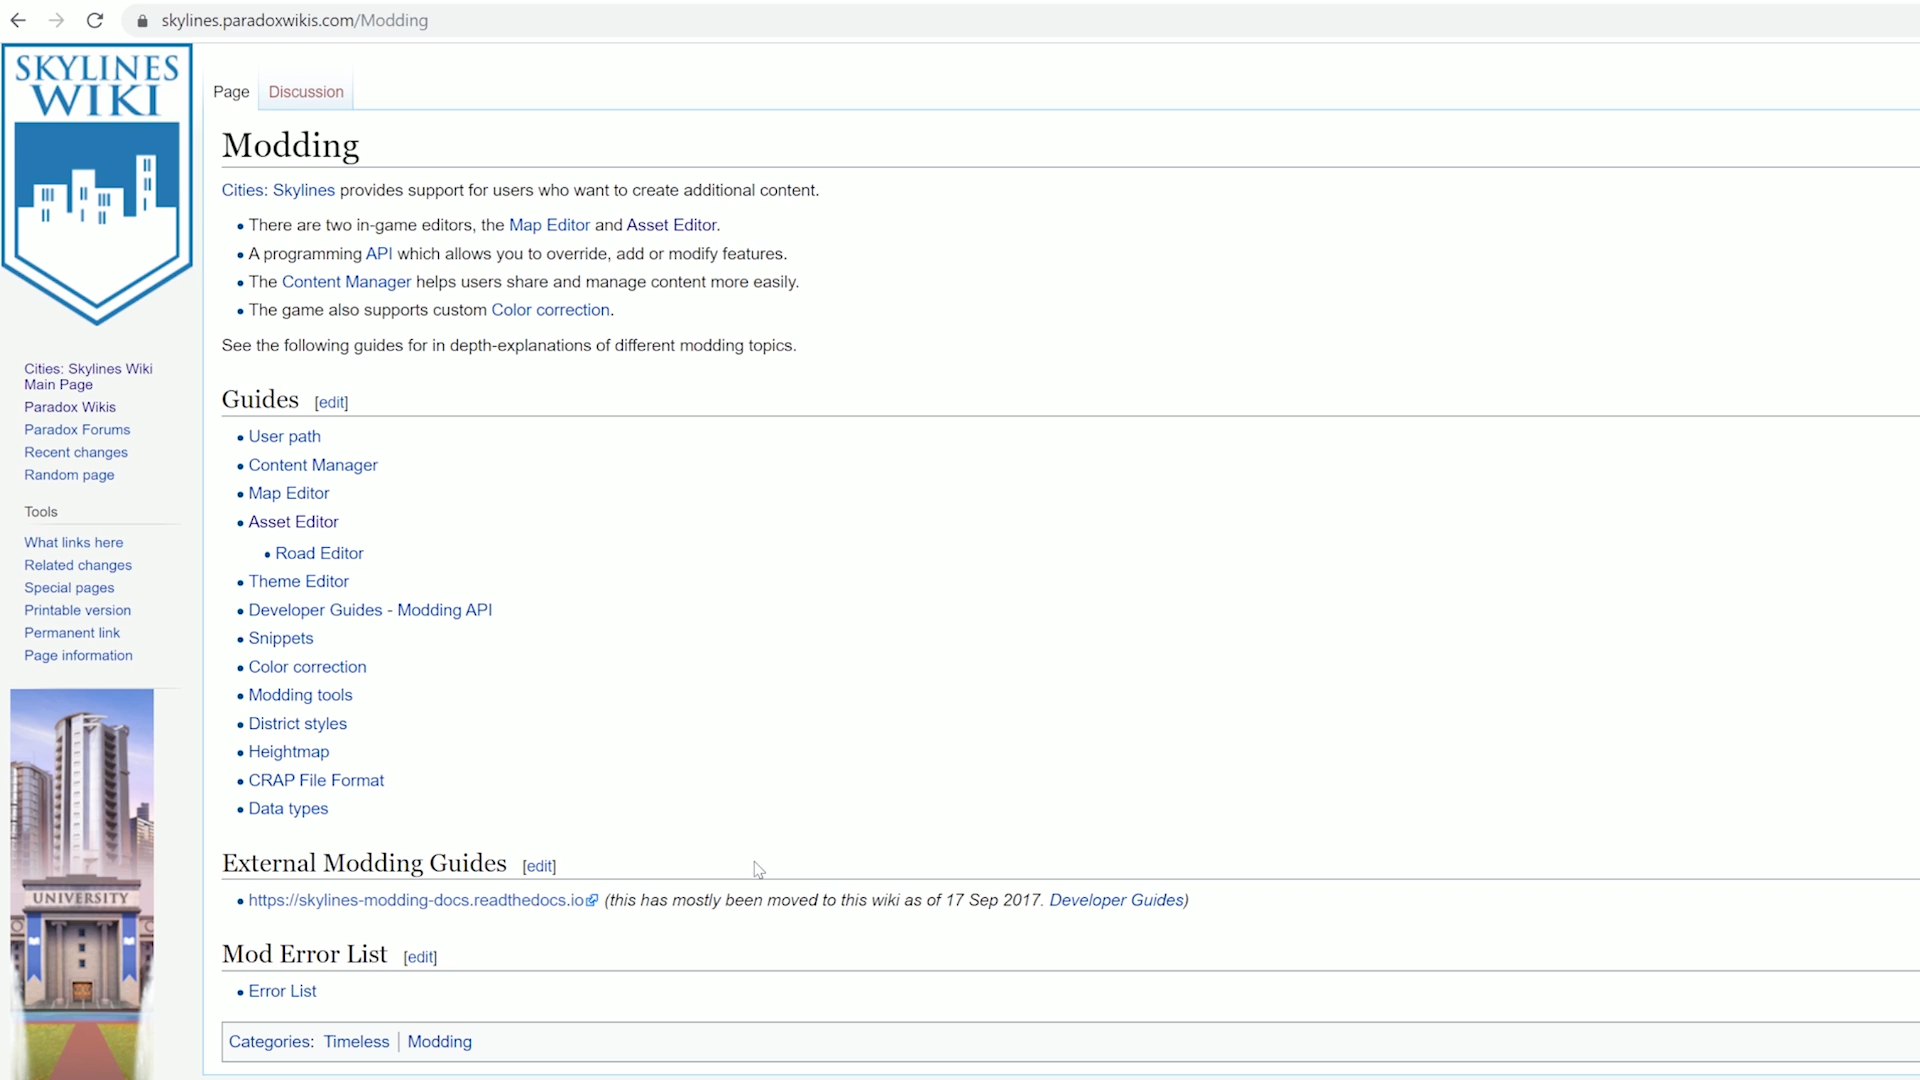 skylines.paradoxwikis.com/Modding
SKYLINES
WIKI
Page
Discussion
Modding
Cities: Skylines provides support for users who want to create additional content.
There are two in-game editors, the Map Editor and Asset Editor.
A programming API which allows you to override, add or modify features.
The Content Manager helps users share and manage content more easily.
The game also supports custom Color correction.
See the following guides for in depth-explanations of different modding topics.
Guides [edit]
User path
Content Manager
Map Editor
Asset Editor
Road Editor
Theme Editor
Developer Guides - Modding API
Snippets
Color correction
Modding tools
District styles
Heightmap
CRAP File Format
Data types
External Modding Guides [edit]
https://skylines-modding-docs.readthedocs.io (this has mostly been moved to this wiki as of 17 Sep 2017. Developer Guides)
Mod Error List [edit]
Error List
Categories: Timeless | Modding
Cities: Skylines Wiki
Main Page
Paradox Wikis
Paradox Forums
Recent changes
Random page
Tools
What links here
Related changes
Special pages
Printable version
Permanent link
Page information
UNIVERSITY